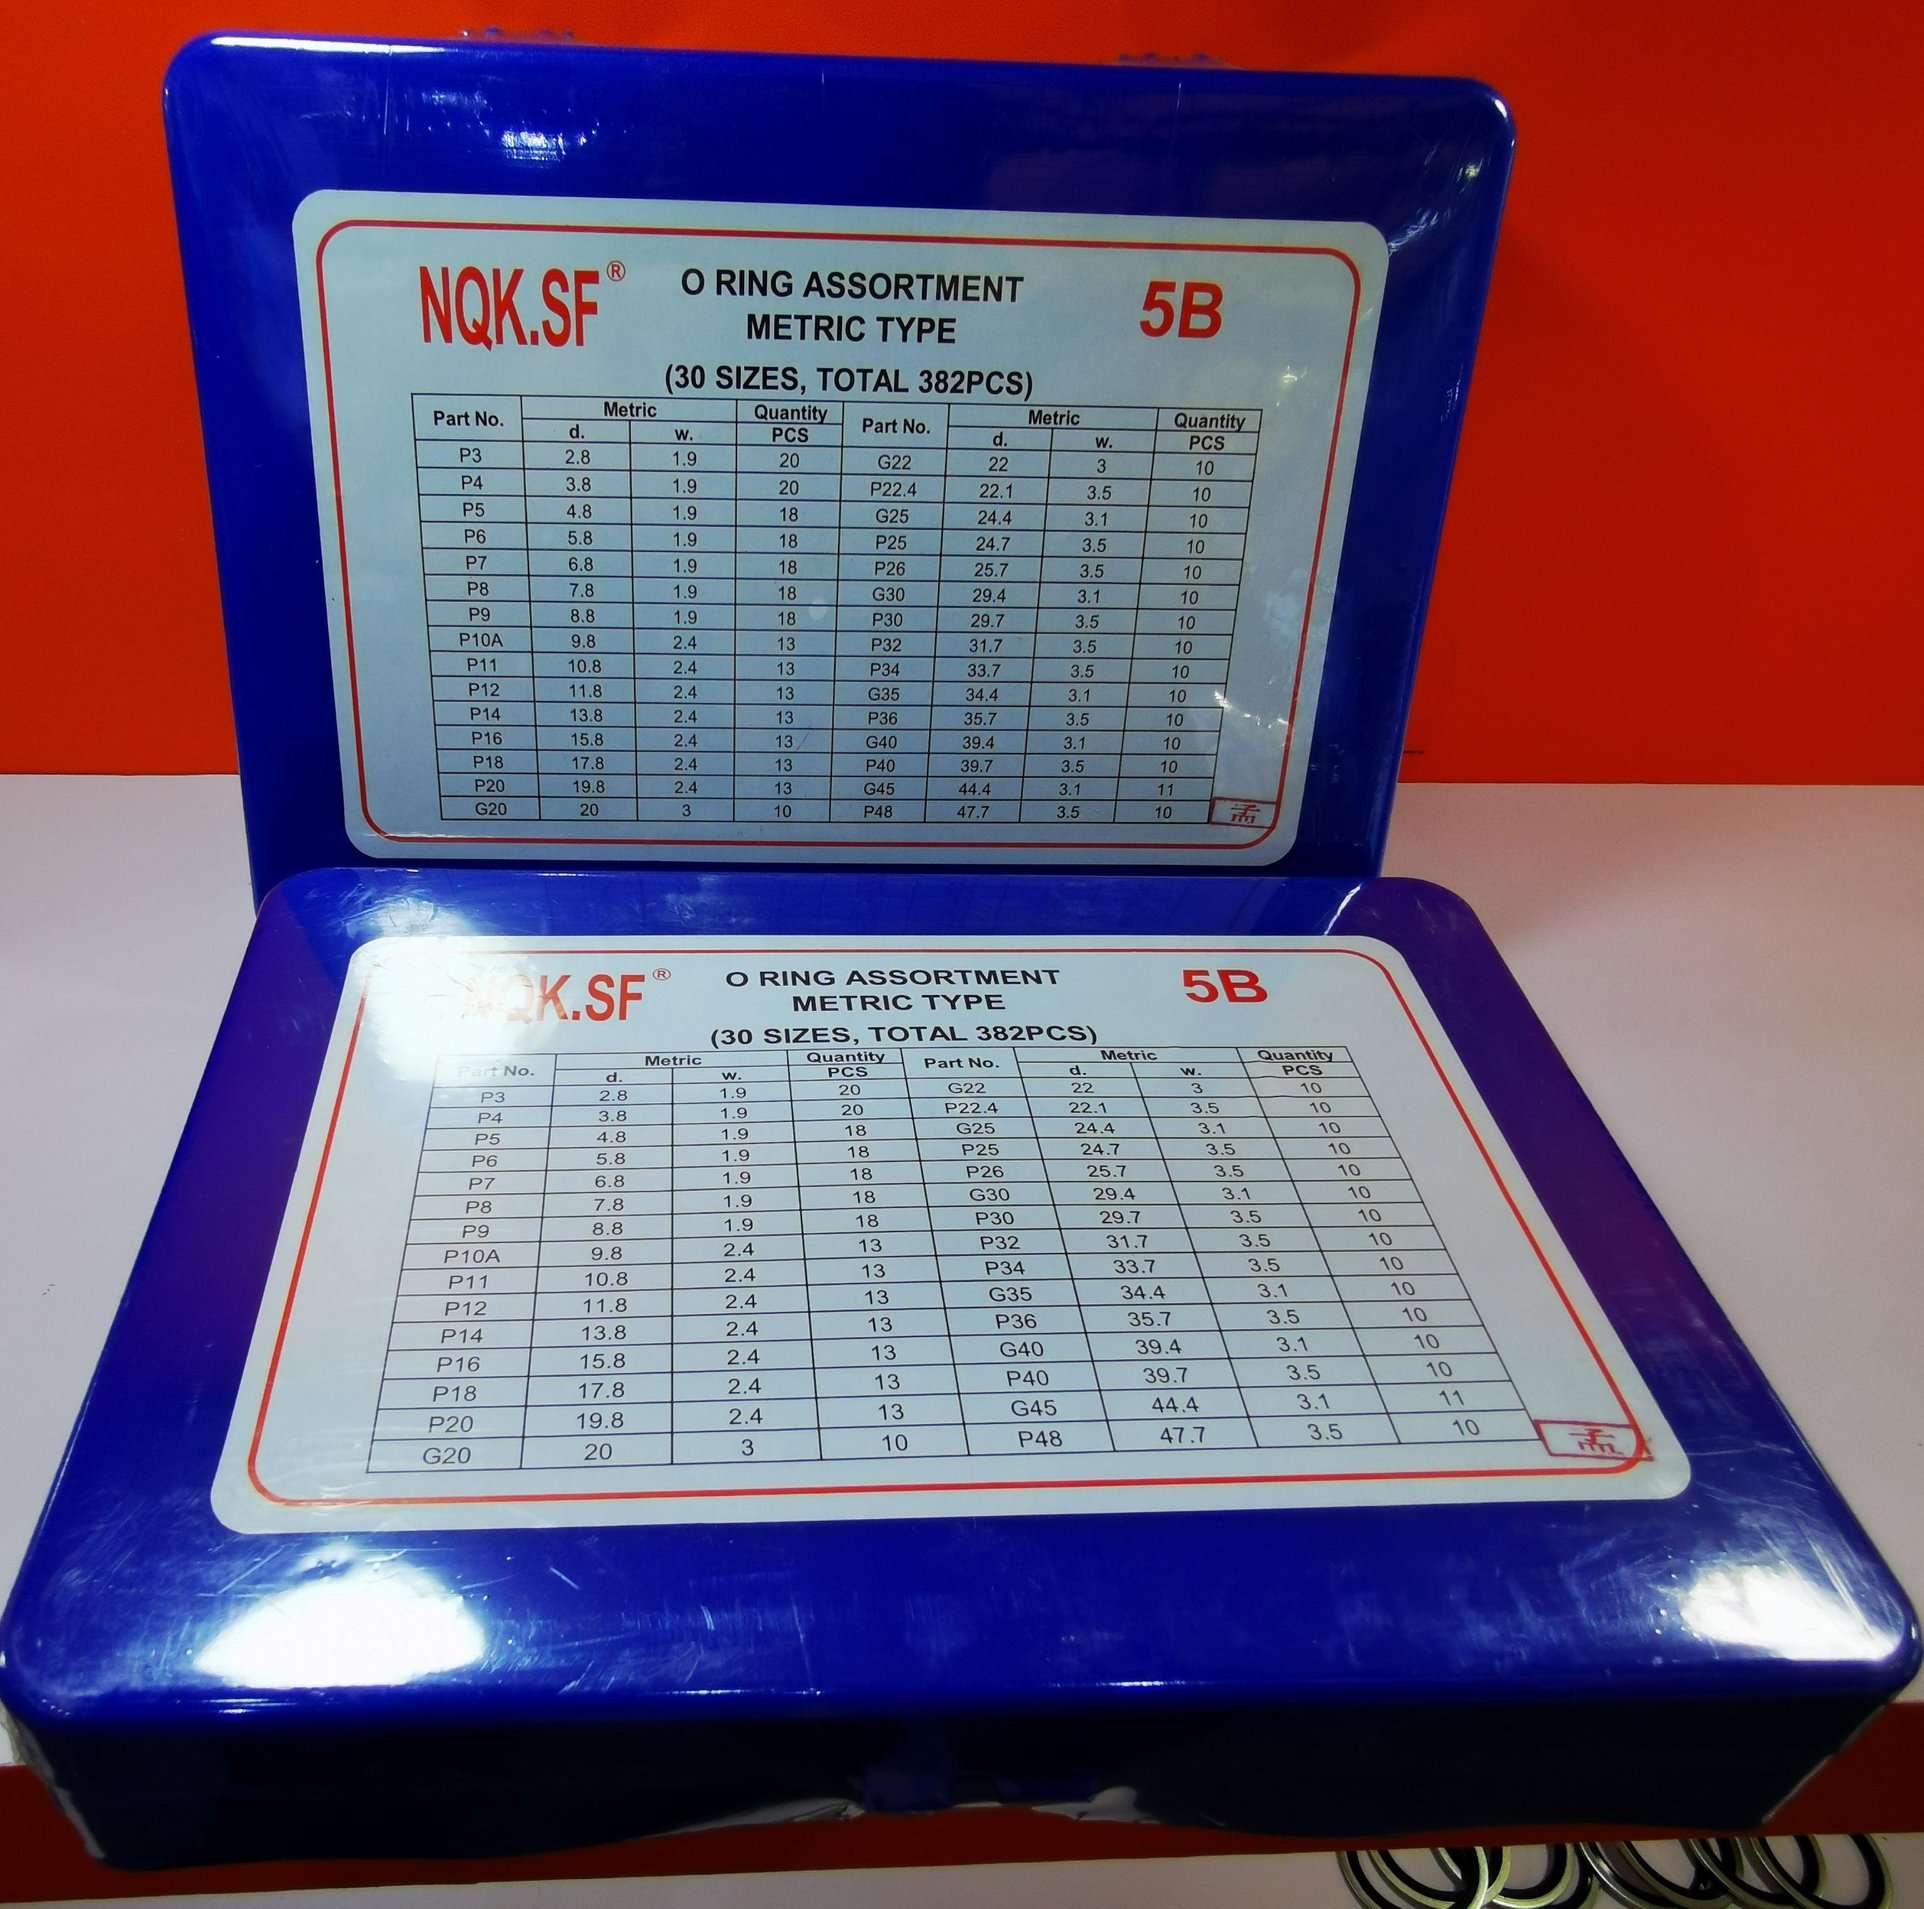 NQK.SF® O RING ASSORTMENT 5B
METRIC TYPE
(30 SIZES, TOTAL 382PCS)
Part No. Metric Quantity Part No. Metric Quantity
d. w. PCS d. w. PCS
P3 2.8 1.9 20 G22 22 3 10
P4 3.8 1.9 20 P22.4 22.1 3.5 10
P5 4.8 1.9 18 G25 24.4 3.1 10
P6 5.8 1.9 18 P25 24.7 3.5 10
P7 6.8 1.9 18 P26 25.7 3.5 10
P8 7.8 1.9 18 G30 29.4 3.1 10
P9 8.8 1.9 18 P30 29.7 3.5 10
P10A 9.8 2.4 13 P32 31.7 3.5 10
P11 10.8 2.4 13 P34 33.7 3.5 10
P12 11.8 2.4 13 G35 34.4 3.1 10
P14 13.8 2.4 13 P36 35.7 3.5 10
P16 15.8 2.4 13 G40 39.4 3.1 10
P18 17.8 2.4 13 P40 39.7 3.5 10
P20 19.8 2.4 13 G45 44.4 3.1 11
G20 20 3 10 P48 47.7 3.5 10
NQK.SF® O RING ASSORTMENT 5B
METRIC TYPE
(30 SIZES, TOTAL 382PCS)
Part No. Metric Quantity Part No. Metric Quantity
d. w. PCS d. w. PCS
P3 2.8 1.9 20 G22 22 3 10
P4 3.8 1.9 20 P22.4 22.1 3.5 10
P5 4.8 1.9 18 G25 24.4 3.1 10
P6 5.8 1.9 18 P25 24.7 3.5 10
P7 6.8 1.9 18 P26 25.7 3.5 10
P8 7.8 1.9 18 G30 29.4 3.1 10
P9 8.8 1.9 18 P30 29.7 3.5 10
P10A 9.8 2.4 13 P32 31.7 3.5 10
P11 10.8 2.4 13 P34 33.7 3.5 10
P12 11.8 2.4 13 G35 34.4 3.1 10
P14 13.8 2.4 13 P36 35.7 3.5 10
P16 15.8 2.4 13 G40 39.4 3.1 10
P18 17.8 2.4 13 P40 39.7 3.5 10
P20 19.8 2.4 13 G45 44.4 3.1 11
G20 20 3 10 P48 47.7 3.5 10